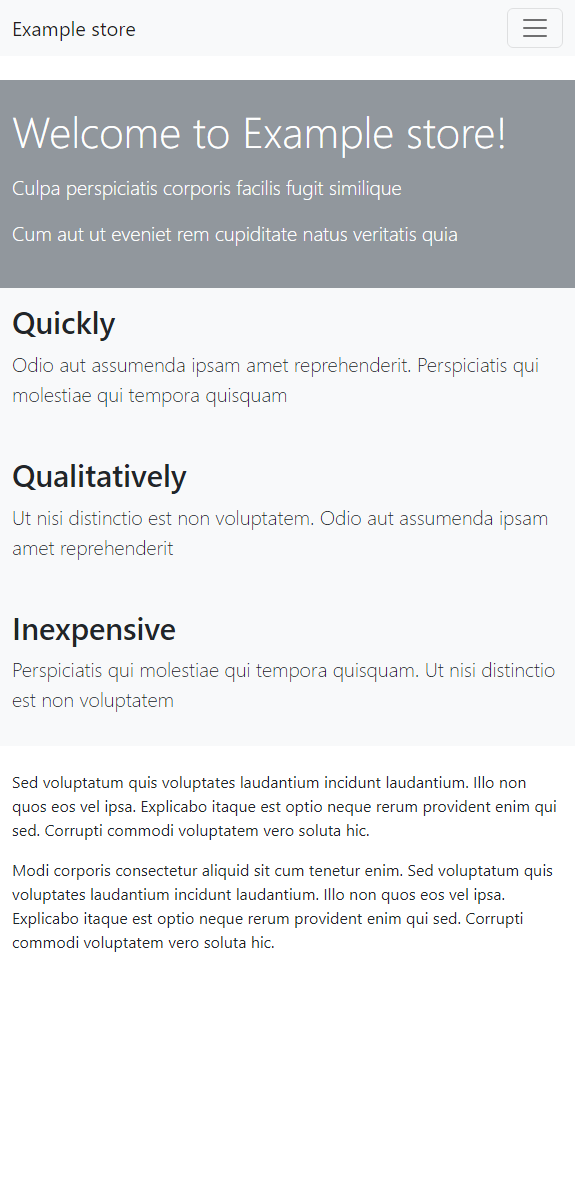 Example store
Welcome to Example store!
Culpa perspiciatis corporis facilis fugit similique
Cum aut ut eveniet rem cupiditate natus veritatis quia
Quickly
Odio aut assumenda ipsam amet reprehenderit. Perspiciatis qui
molestiae qui tempora quisquam
Qualitatively
Ut nisi distinctio est non voluptatem. Odio aut assumenda ipsam
amet reprehenderit
Inexpensive
Perspiciatis qui molestiae qui tempora quisquam. Ut nisi distinctio
est non voluptatem
Sed voluptatum quis voluptates laudantium incidunt laudantium. Illo non
quos eos vel ipsa. Explicabo itaque est optio neque rerum provident enim qui
sed. Corrupti commodi voluptatem vero soluta hic.
Modi corporis consectetur aliquid sit cum tenetur enim. Sed voluptatum quis
voluptates laudantium incidunt laudantium. Illo non quos eos vel ipsa.
Explicabo itaque est optio neque rerum provident enim qui sed. Corrupti
commodi voluptatem vero soluta hic.